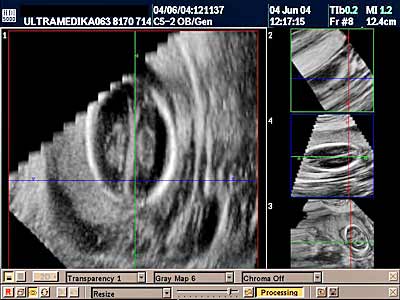 04/06/04:121137
04 Jun 04
TIb0.2
MI 1.2
ULTRAMEDIKA063 8170 714
C5-2 OB/Gen
12:17:15
Fr #8
12.4cm
1
2
4
3
2D
Transparency 1
Gray Map 6
Chroma Off
R
Resize
Processing